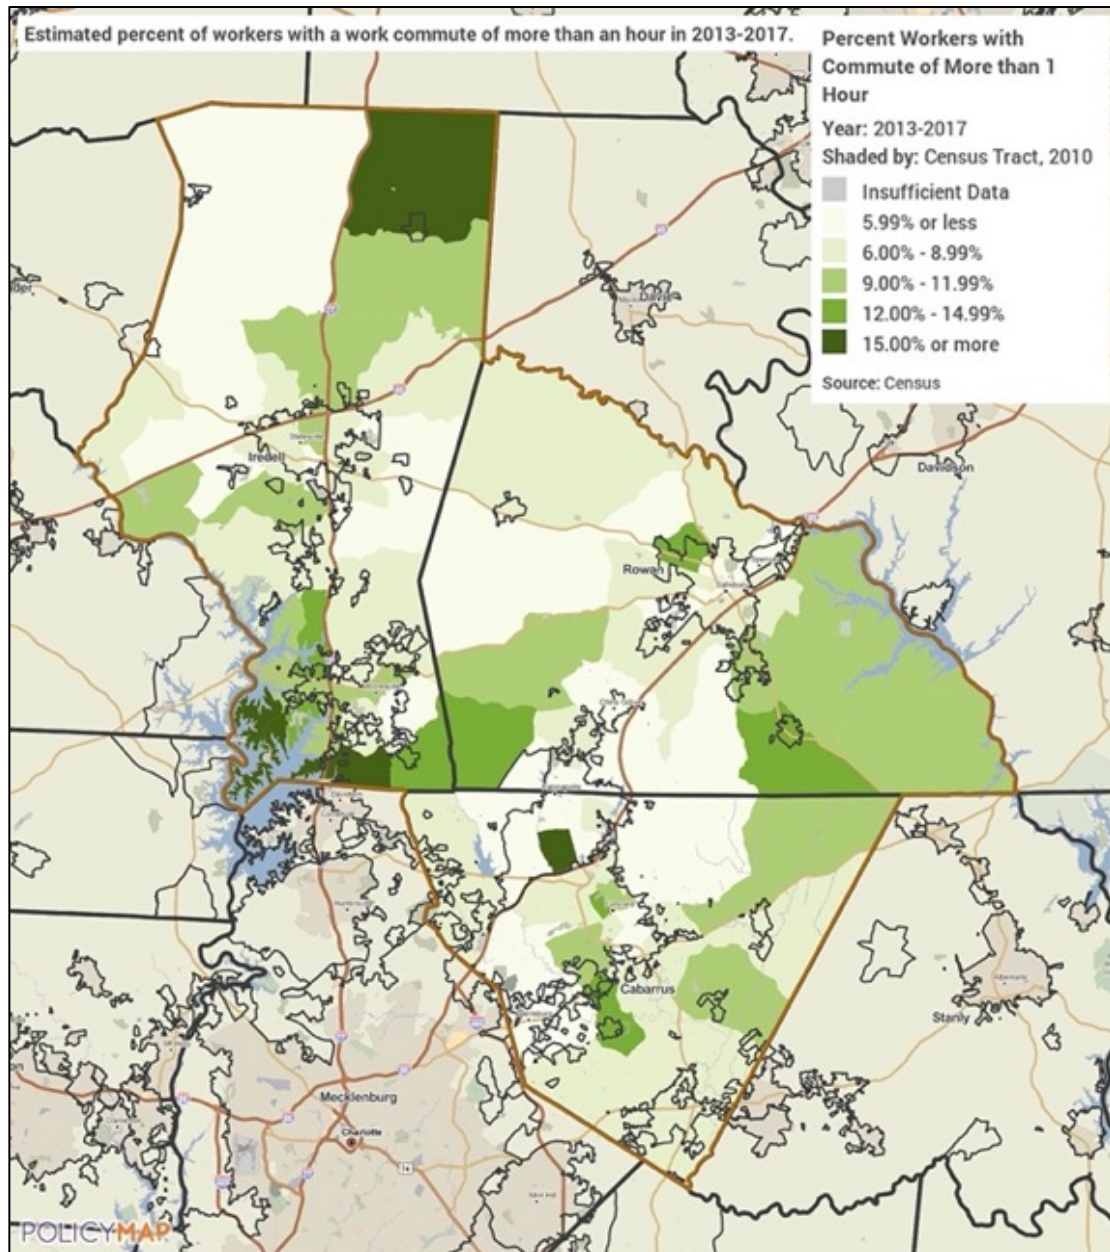 Estimated percent of workers with a work commute of more than an hour in 2013-2017.
Percent Workers with
Commute of More than 1
Hour
Year: 2013-2017
Shaded by: Census Tract, 2010
Insufficient Data
5.99% or less
6.00% - 8.99%
9.00% - 11.99%
12.00% - 14.99%
15.00% or more
Source: Census
Davie
Iredell
Davidson
Rowan
Cabarrus
Stanly
Mecklenburg
Charlotte
POLICYMAP